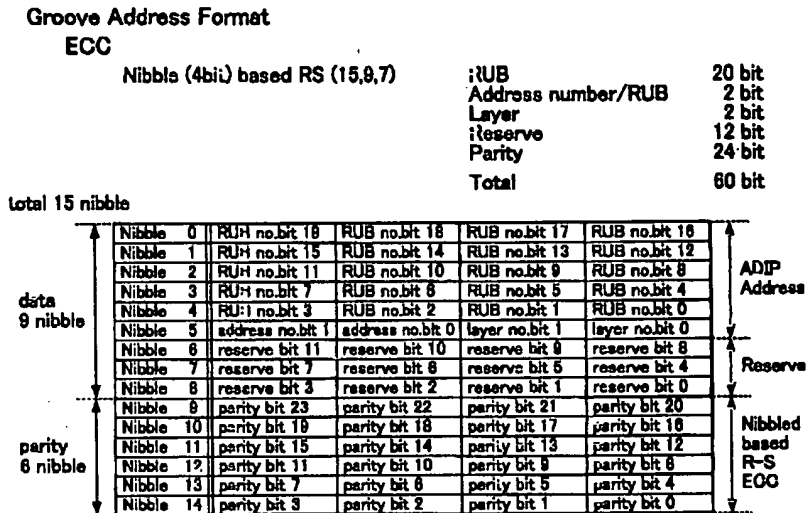 Groove Address Format
ECC
Nibble (4bit) based RS (15,9,7)
RUB 20 bit
Address number/RUB 2 bit
Layer 2 bit
Reserve 12 bit
Parity 24 bit
Total 60 bit
total 15 nibble
Nibble 0 RUB no.bit 19 RUB no.bit 18 RUB no.bit 17 RUB no.bit 16
Nibble 1 RUB no.bit 15 RUB no.bit 14 RUB no.bit 13 RUB no.bit 12
Nibble 2 RUB no.bit 11 RUB no.bit 10 RUB no.bit 9 RUB no.bit 8
Nibble 3 RUB no.bit 7 RUB no.bit 6 RUB no.bit 5 RUB no.bit 4
Nibble 4 RUB no.bit 3 RUB no.bit 2 RUB no.bit 1 RUB no.bit 0
Nibble 5 address no.bit 1 address no.bit 0 layer no.bit 1 layer no.bit 0
Nibble 6 reserve bit 11 reserve bit 10 reserve bit 9 reserve bit 8
Nibble 7 reserve bit 7 reserve bit 6 reserve bit 5 reserve bit 4
Nibble 8 reserve bit 3 reserve bit 2 reserve bit 1 reserve bit 0
Nibble 9 parity bit 23 parity bit 22 parity bit 21 parity bit 20
Nibble 10 parity bit 19 parity bit 18 parity bit 17 parity bit 16
Nibble 11 parity bit 15 parity bit 14 parity bit 13 parity bit 12
Nibble 12 parity bit 11 parity bit 10 parity bit 9 parity bit 8
Nibble 13 parity bit 7 parity bit 6 parity bit 5 parity bit 4
Nibble 14 parity bit 3 parity bit 2 parity bit 1 parity bit 0
data
9 nibble
parity
6 nibble
ADIP
Address
Reserve
Nibbled
based
R-S
ECC